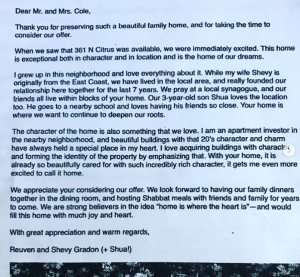 Dear Mr. and Mrs. Cole,
Thank you for preserving such a beautiful family home, and for taking the time to
consider our offer.
When we saw that 361 N Citrus was available, we were immediately excited. This home
is exceptional both in character and in location and is the home of our dreams.
I grew up in this neighborhood and love everything about it. While my wife Shevy is
originally from the East Coast, we have lived in the local area, and really founded our
relationship here together for the last 7 years. We pray at a local synagogue, and our
friends all live within blocks of your home. Our 3-year-old son Shua loves the location
too. He goes to a nearby school and loves having his friends so close. Your home is
where we want to continue to deepen our roots.
The character of the home is also something that we love. I am an apartment investor in
the nearby neighborhood, and beautiful buildings with that 20's charm and character
have always held a special place in my heart. I love acquiring buildings with
and forming the identity of the property by emphasizing that. With your home, it is
already so beautifully cared for with such incredibly rich character, it gets me even more
excited to call it home.
We appreciate your considering our offer. We look forward to having our family dinners
together in the dining room, and hosting Shabbat meals with friends and family for years
to come. We are strong believers in the idea "home is where the heart is"—and would
fill this home with much joy and heart.
With great appreciation and warm regards,
Reuven and Shevy Gradon (+ Shua!)